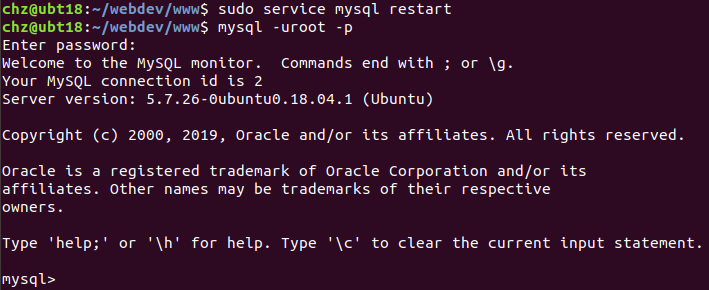 chz@ubt18:~/webdev/www$ sudo service mysql restart
chz@ubt18:~/webdev/www$ mysql -uroot -p
Enter password:
Welcome to the MySQL monitor.  Commands end with ; or \g.
Your MySQL connection id is 2
Server version: 5.7.26-0ubuntu0.18.04.1 (Ubuntu)
Copyright (c) 2000, 2019, Oracle and/or its affiliates. All rights reserved.
Oracle is a registered trademark of Oracle Corporation and/or its
affiliates. Other names may be trademarks of their respective
owners.
Type 'help;' or '\h' for help. Type '\c' to clear the current input statement.
mysql>